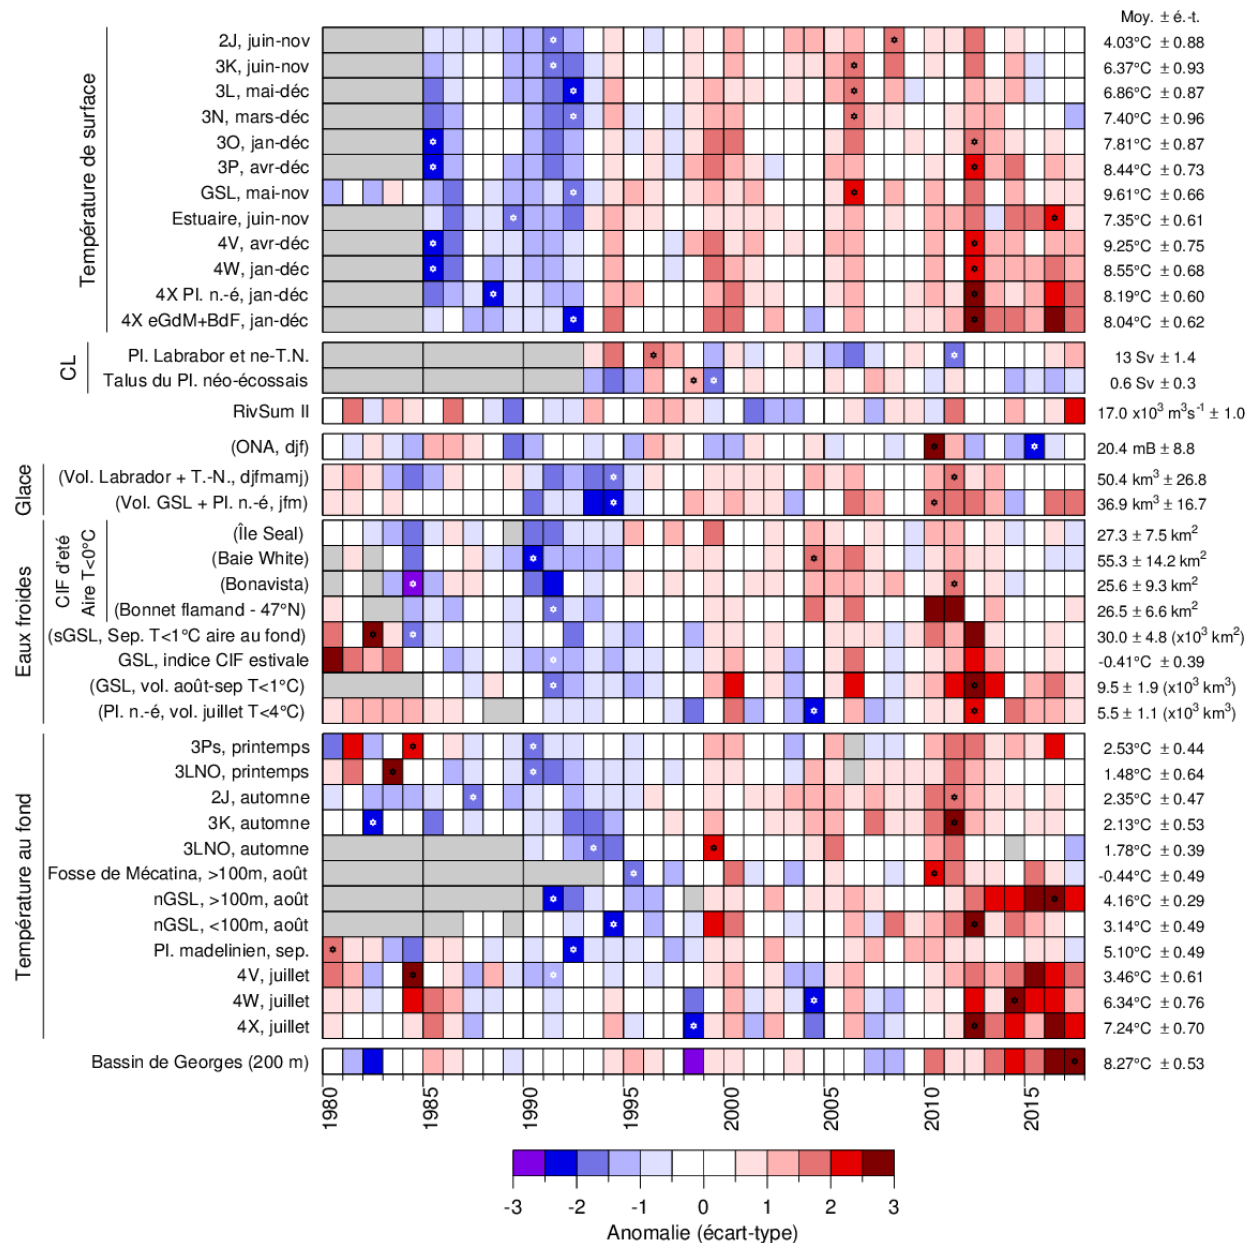 Moy. ± é.-t.
Température de surface
2J, juin-nov 4.03°C ± 0.88
3K, juin-nov 6.37°C ± 0.93
3L, mai-déc 6.86°C ± 0.87
3N, mars-déc 7.40°C ± 0.96
3O, jan-déc 7.81°C ± 0.87
3P, avr-déc 8.44°C ± 0.73
GSL, mai-nov 9.61°C ± 0.66
Estuaire, juin-nov 7.35°C ± 0.61
4V, avr-déc 9.25°C ± 0.75
4W, jan-déc 8.55°C ± 0.68
4X Pl. n.-é, jan-déc 8.19°C ± 0.60
4X eGdM+BdF, jan-déc 8.04°C ± 0.62
CL
Pl. Labrabor et ne-T.N. 13 Sv ± 1.4
Talus du Pl. néo-écossais 0.6 Sv ± 0.3
RivSum II 17.0 x10³ m³s⁻¹ ± 1.0
(ONA, djf) 20.4 mB ± 8.8
Glace
(Vol. Labrador + T.-N., djfmamj) 50.4 km³ ± 26.8
(Vol. GSL + Pl. n.-é, jfm) 36.9 km³ ± 16.7
Eaux froides
CIF d'eté
Aire T<0°C
(Île Seal) 27.3 ± 7.5 km²
(Baie White) 55.3 ± 14.2 km²
(Bonavista) 25.6 ± 9.3 km²
(Bonnet flamand - 47°N) 26.5 ± 6.6 km²
(sGSL, Sep. T<1°C aire au fond) 30.0 ± 4.8 (x10³ km²)
GSL, indice CIF estivale -0.41°C ± 0.39
(GSL, vol. août-sep T<1°C) 9.5 ± 1.9 (x10³ km³)
(Pl. n.-é, vol. juillet T<4°C) 5.5 ± 1.1 (x10³ km³)
Température au fond
3Ps, printemps 2.53°C ± 0.44
3LNO, printemps 1.48°C ± 0.64
2J, automne 2.35°C ± 0.47
3K, automne 2.13°C ± 0.53
3LNO, automne 1.78°C ± 0.39
Fosse de Mécatina, >100m, août -0.44°C ± 0.49
nGSL, >100m, août 4.16°C ± 0.29
nGSL, <100m, août 3.14°C ± 0.49
Pl. madelinien, sep. 5.10°C ± 0.49
4V, juillet 3.46°C ± 0.61
4W, juillet 6.34°C ± 0.76
4X, juillet 7.24°C ± 0.70
Bassin de Georges (200 m) 8.27°C ± 0.53
1980 1985 1990 1995 2000 2005 2010 2015
-3 -2 -1 0 1 2 3
Anomalie (écart-type)